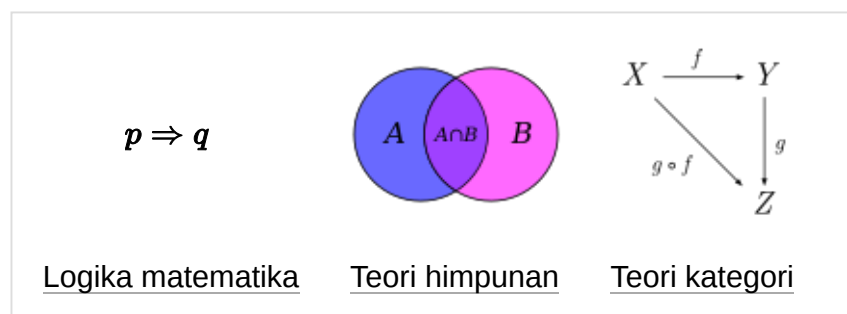 p ⇒ q
A A∩B B
X f Y
g ∘ f g
Z
Logika matematika Teori himpunan Teori kategori